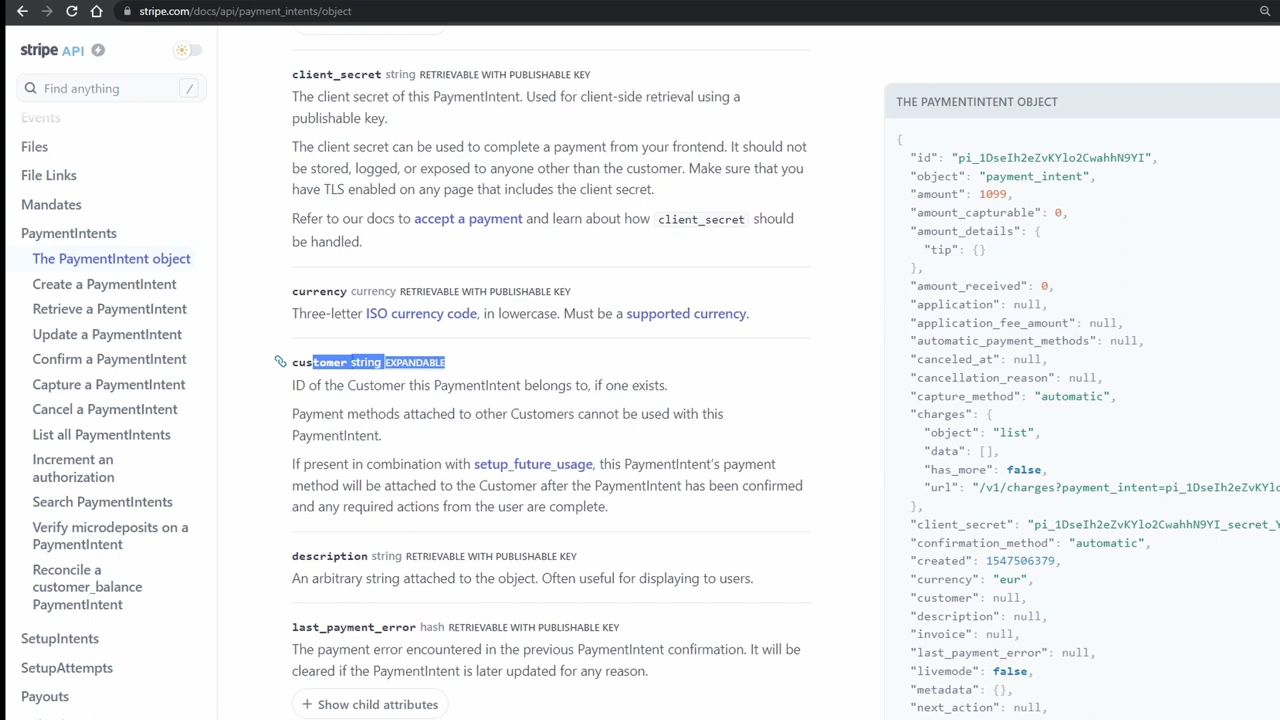 stripe.com/docs/api/payment_intents/object
stripe API
Find anything /
Events
Files
File Links
Mandates
PaymentIntents
The PaymentIntent object
Create a PaymentIntent
Retrieve a PaymentIntent
Update a PaymentIntent
Confirm a PaymentIntent
Capture a PaymentIntent
Cancel a PaymentIntent
List all PaymentIntents
Increment an
authorization
Search PaymentIntents
Verify microdeposits on a
PaymentIntent
Reconcile a
customer_balance
PaymentIntent
SetupIntents
SetupAttempts
Payouts
client_secret string RETRIEVABLE WITH PUBLISHABLE KEY
The client secret of this PaymentIntent. Used for client-side retrieval using a
publishable key.
The client secret can be used to complete a payment from your frontend. It should not
be stored, logged, or exposed to anyone other than the customer. Make sure that you
have TLS enabled on any page that includes the client secret.
Refer to our docs to accept a payment and learn about how client_secret should
be handled.
currency currency RETRIEVABLE WITH PUBLISHABLE KEY
Three-letter ISO currency code, in lowercase. Must be a supported currency.
customer string EXPANDABLE
ID of the Customer this PaymentIntent belongs to, if one exists.
Payment methods attached to other Customers cannot be used with this
PaymentIntent.
If present in combination with setup_future_usage, this PaymentIntent's payment
method will be attached to the Customer after the PaymentIntent has been confirmed
and any required actions from the user are complete.
description string RETRIEVABLE WITH PUBLISHABLE KEY
An arbitrary string attached to the object. Often useful for displaying to users.
last_payment_error hash RETRIEVABLE WITH PUBLISHABLE KEY
The payment error encountered in the previous PaymentIntent confirmation. It will be
cleared if the PaymentIntent is later updated for any reason.
+ Show child attributes
THE PAYMENTINTENT OBJECT
{
"id": "pi_1DseIh2eZvKYlo2CwahhN9YI",
"object": "payment_intent",
"amount": 1099,
"amount_capturable": 0,
"amount_details": {
"tip": {}
},
"amount_received": 0,
"application": null,
"application_fee_amount": null,
"automatic_payment_methods": null,
"canceled_at": null,
"cancellation_reason": null,
"capture_method": "automatic",
"charges": {
"object": "list",
"data": [],
"has_more": false,
"url": "/v1/charges?payment_intent=pi_1DseIh2eZvKYlo
},
"client_secret": "pi_1DseIh2eZvKYlo2CwahhN9YI_secret_Y
"confirmation_method": "automatic",
"created": 1547506379,
"currency": "eur",
"customer": null,
"description": null,
"invoice": null,
"last_payment_error": null,
"livemode": false,
"metadata": {},
"next_action": null,